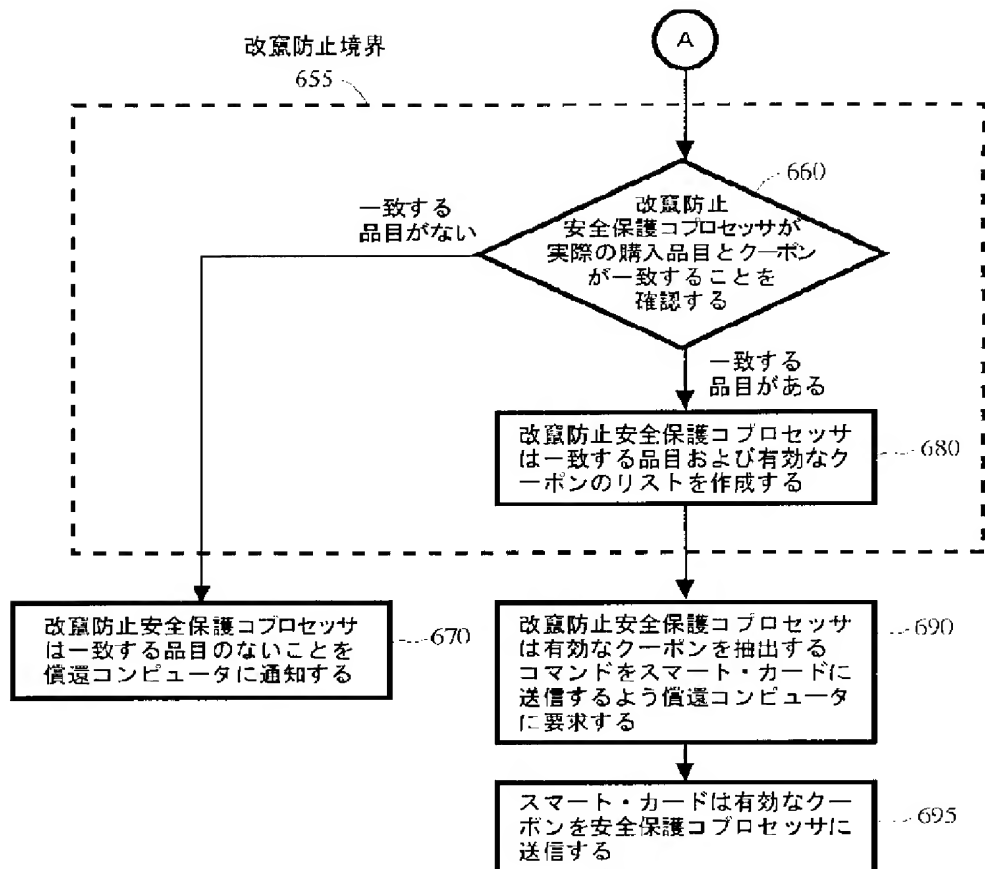 A
改竄防止境界
655
660
改竄防止
安全保護コプロセッサが
実際の購入品目とクーポン
が一致することを
確認する
一致する
品目がない
一致する
品目がある
改竄防止安全保護コプロセッサ
は一致する品目および有効なク
ーポンのリストを作成する
680
改竄防止安全保護コプロセッサ
は一致する品目のないことを
償還コンピュータに通知する
670
改竄防止安全保護コプロセッサ
は有効なクーポンを抽出する
コマンドをスマート・カードに
送信するよう償還コンピュータ
に要求する
690
スマート・カードは有効なクー
ポンを安全保護コプロセッサに
送信する
695